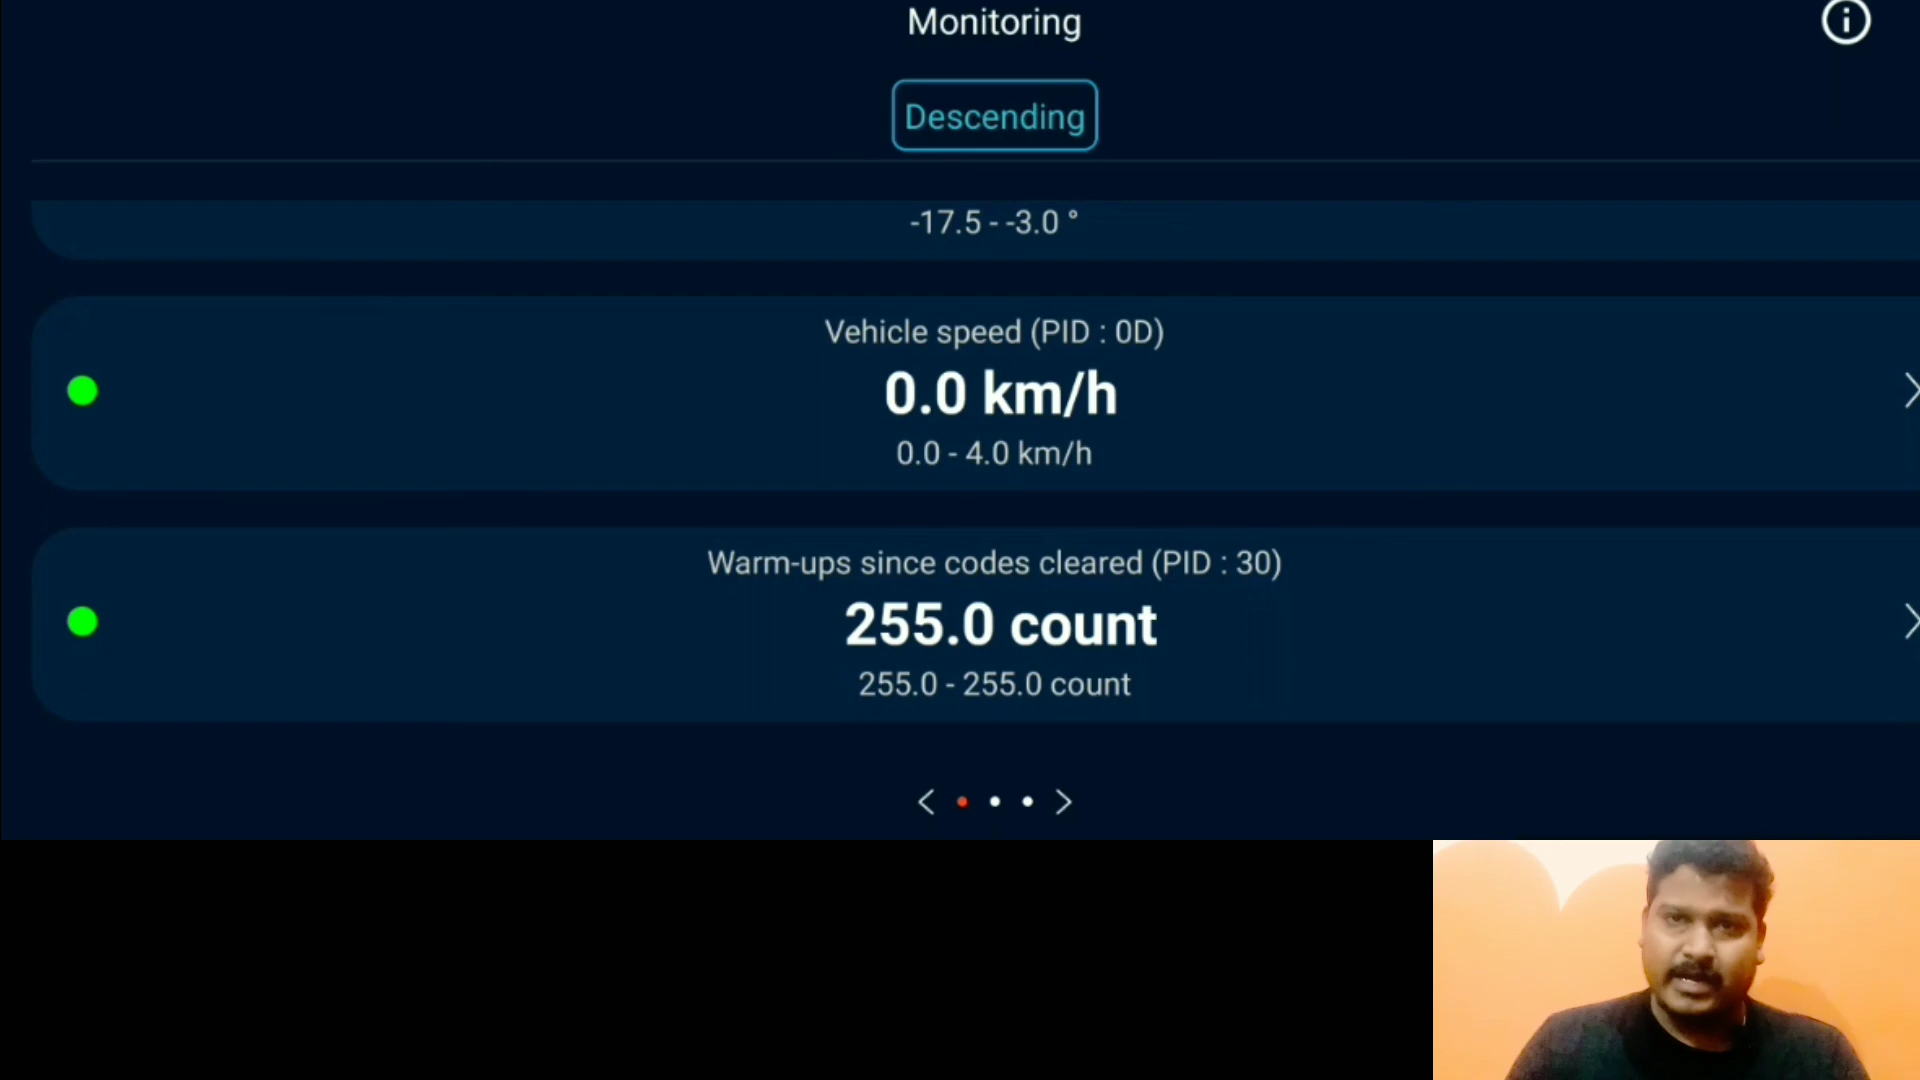 Monitoring
Descending
-17.5 - -3.0 °
Vehicle speed (PID : 0D)
0.0 km/h
0.0 - 4.0 km/h
Warm-ups since codes cleared (PID : 30)
255.0 count
255.0 - 255.0 count